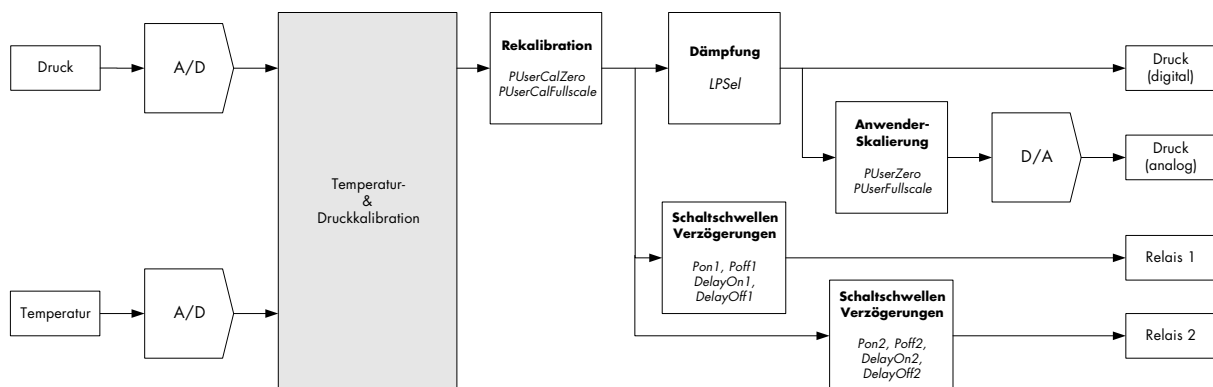 Druck
A/D
Temperatur-
&
Druckkalibration
Rekalibration
PUserCalZero
PUserCalFullscale
Dämpfung
LPSel
Druck
(digital)
Anwender-
Skalierung
PUserZero
PUserFullscale
D/A
Druck
(analog)
Schaltschwellen
Verzögerungen
Pon1, Poff1
DelayOn1,
DelayOff1
Relais 1
Temperatur
A/D
Schaltschwellen
Verzögerungen
Pon2, Poff2,
DelayOn2,
DelayOff2
Relais 2